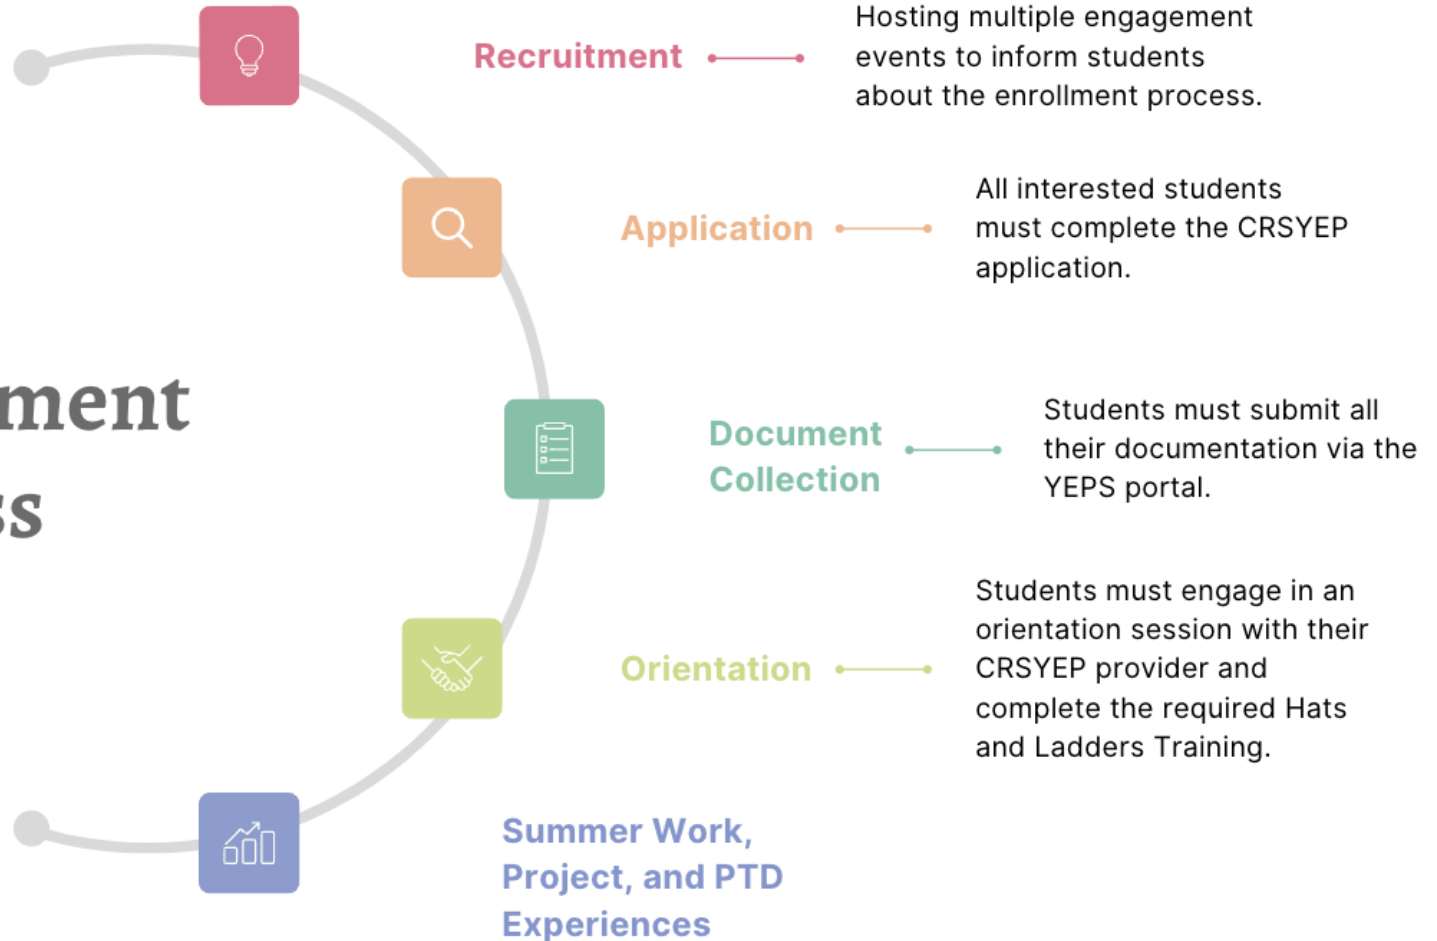 Recruitment
Hosting multiple engagement
events to inform students
about the enrollment process.
Application
All interested students
must complete the CRSYEP
application.
ment
ss
Document
Collection
Students must submit all
their documentation via the
YEPS portal.
Orientation
Students must engage in an
orientation session with their
CRSYEP provider and
complete the required Hats
and Ladders Training.
Summer Work,
Project, and PTD
Experiences